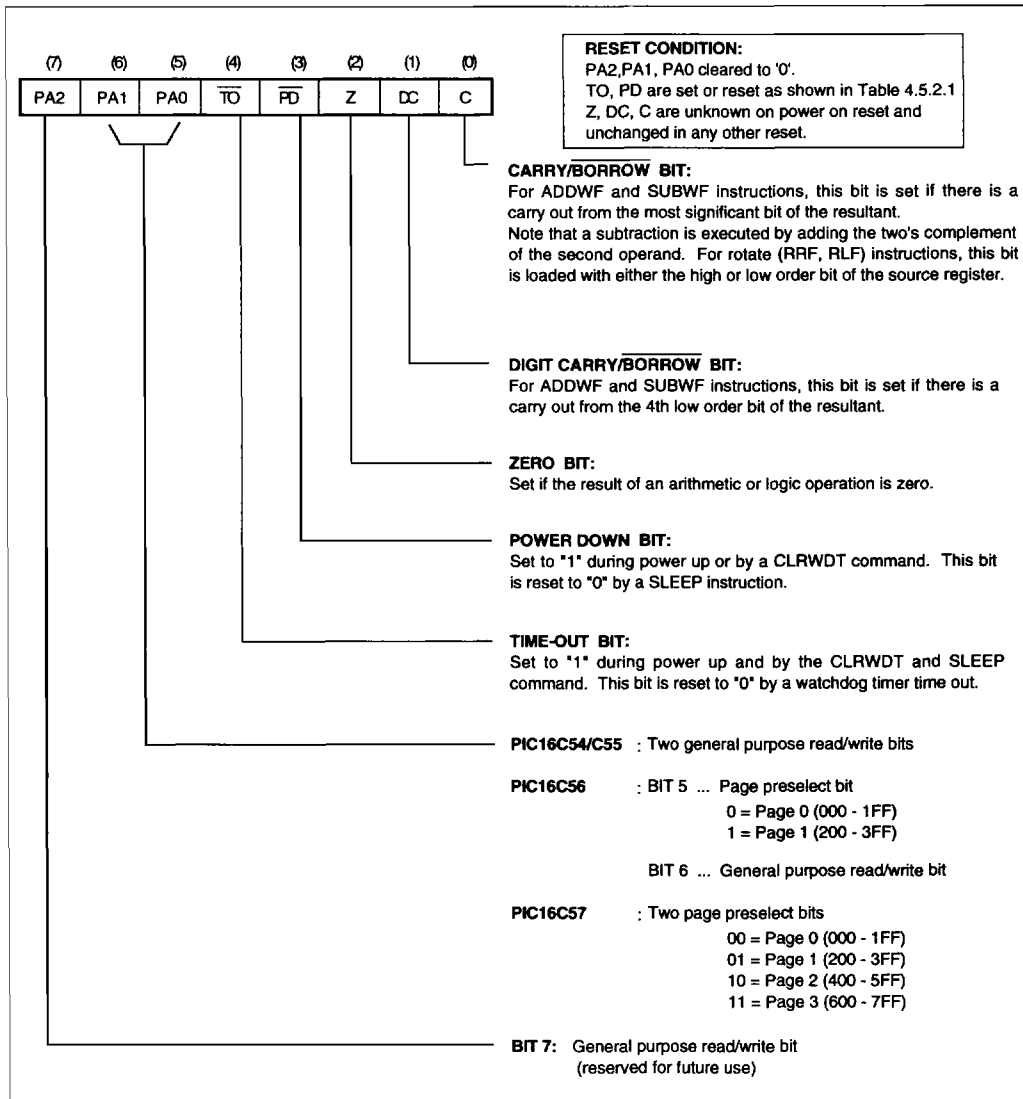 (7) (6) (5) (4) (3) (2) (1) (0)
PA2 PA1 PA0 TO PD Z DC C
RESET CONDITION:
PA2,PA1, PA0 cleared to '0'.
TO, PD are set or reset as shown in Table 4.5.2.1
Z, DC, C are unknown on power on reset and
unchanged in any other reset.
CARRY/BORROW BIT:
For ADDWF and SUBWF instructions, this bit is set if there is a
carry out from the most significant bit of the resultant.
Note that a subtraction is executed by adding the two's complement
of the second operand. For rotate (RRF, RLF) instructions, this bit
is loaded with either the high or low order bit of the source register.
DIGIT CARRY/BORROW BIT:
For ADDWF and SUBWF instructions, this bit is set if there is a
carry out from the 4th low order bit of the resultant.
ZERO BIT:
Set if the result of an arithmetic or logic operation is zero.
POWER DOWN BIT:
Set to "1" during power up or by a CLRWDT command. This bit
is reset to "0" by a SLEEP instruction.
TIME-OUT BIT:
Set to "1" during power up and by the CLRWDT and SLEEP
command. This bit is reset to "0" by a watchdog timer time out.
PIC16C54/C55 : Two general purpose read/write bits
PIC16C56 : BIT 5 ... Page preselect bit
0 = Page 0 (000 - 1FF)
1 = Page 1 (200 - 3FF)
BIT 6 ... General purpose read/write bit
PIC16C57 : Two page preselect bits
00 = Page 0 (000 - 1FF)
01 = Page 1 (200 - 3FF)
10 = Page 2 (400 - 5FF)
11 = Page 3 (600 - 7FF)
BIT 7: General purpose read/write bit
(reserved for future use)